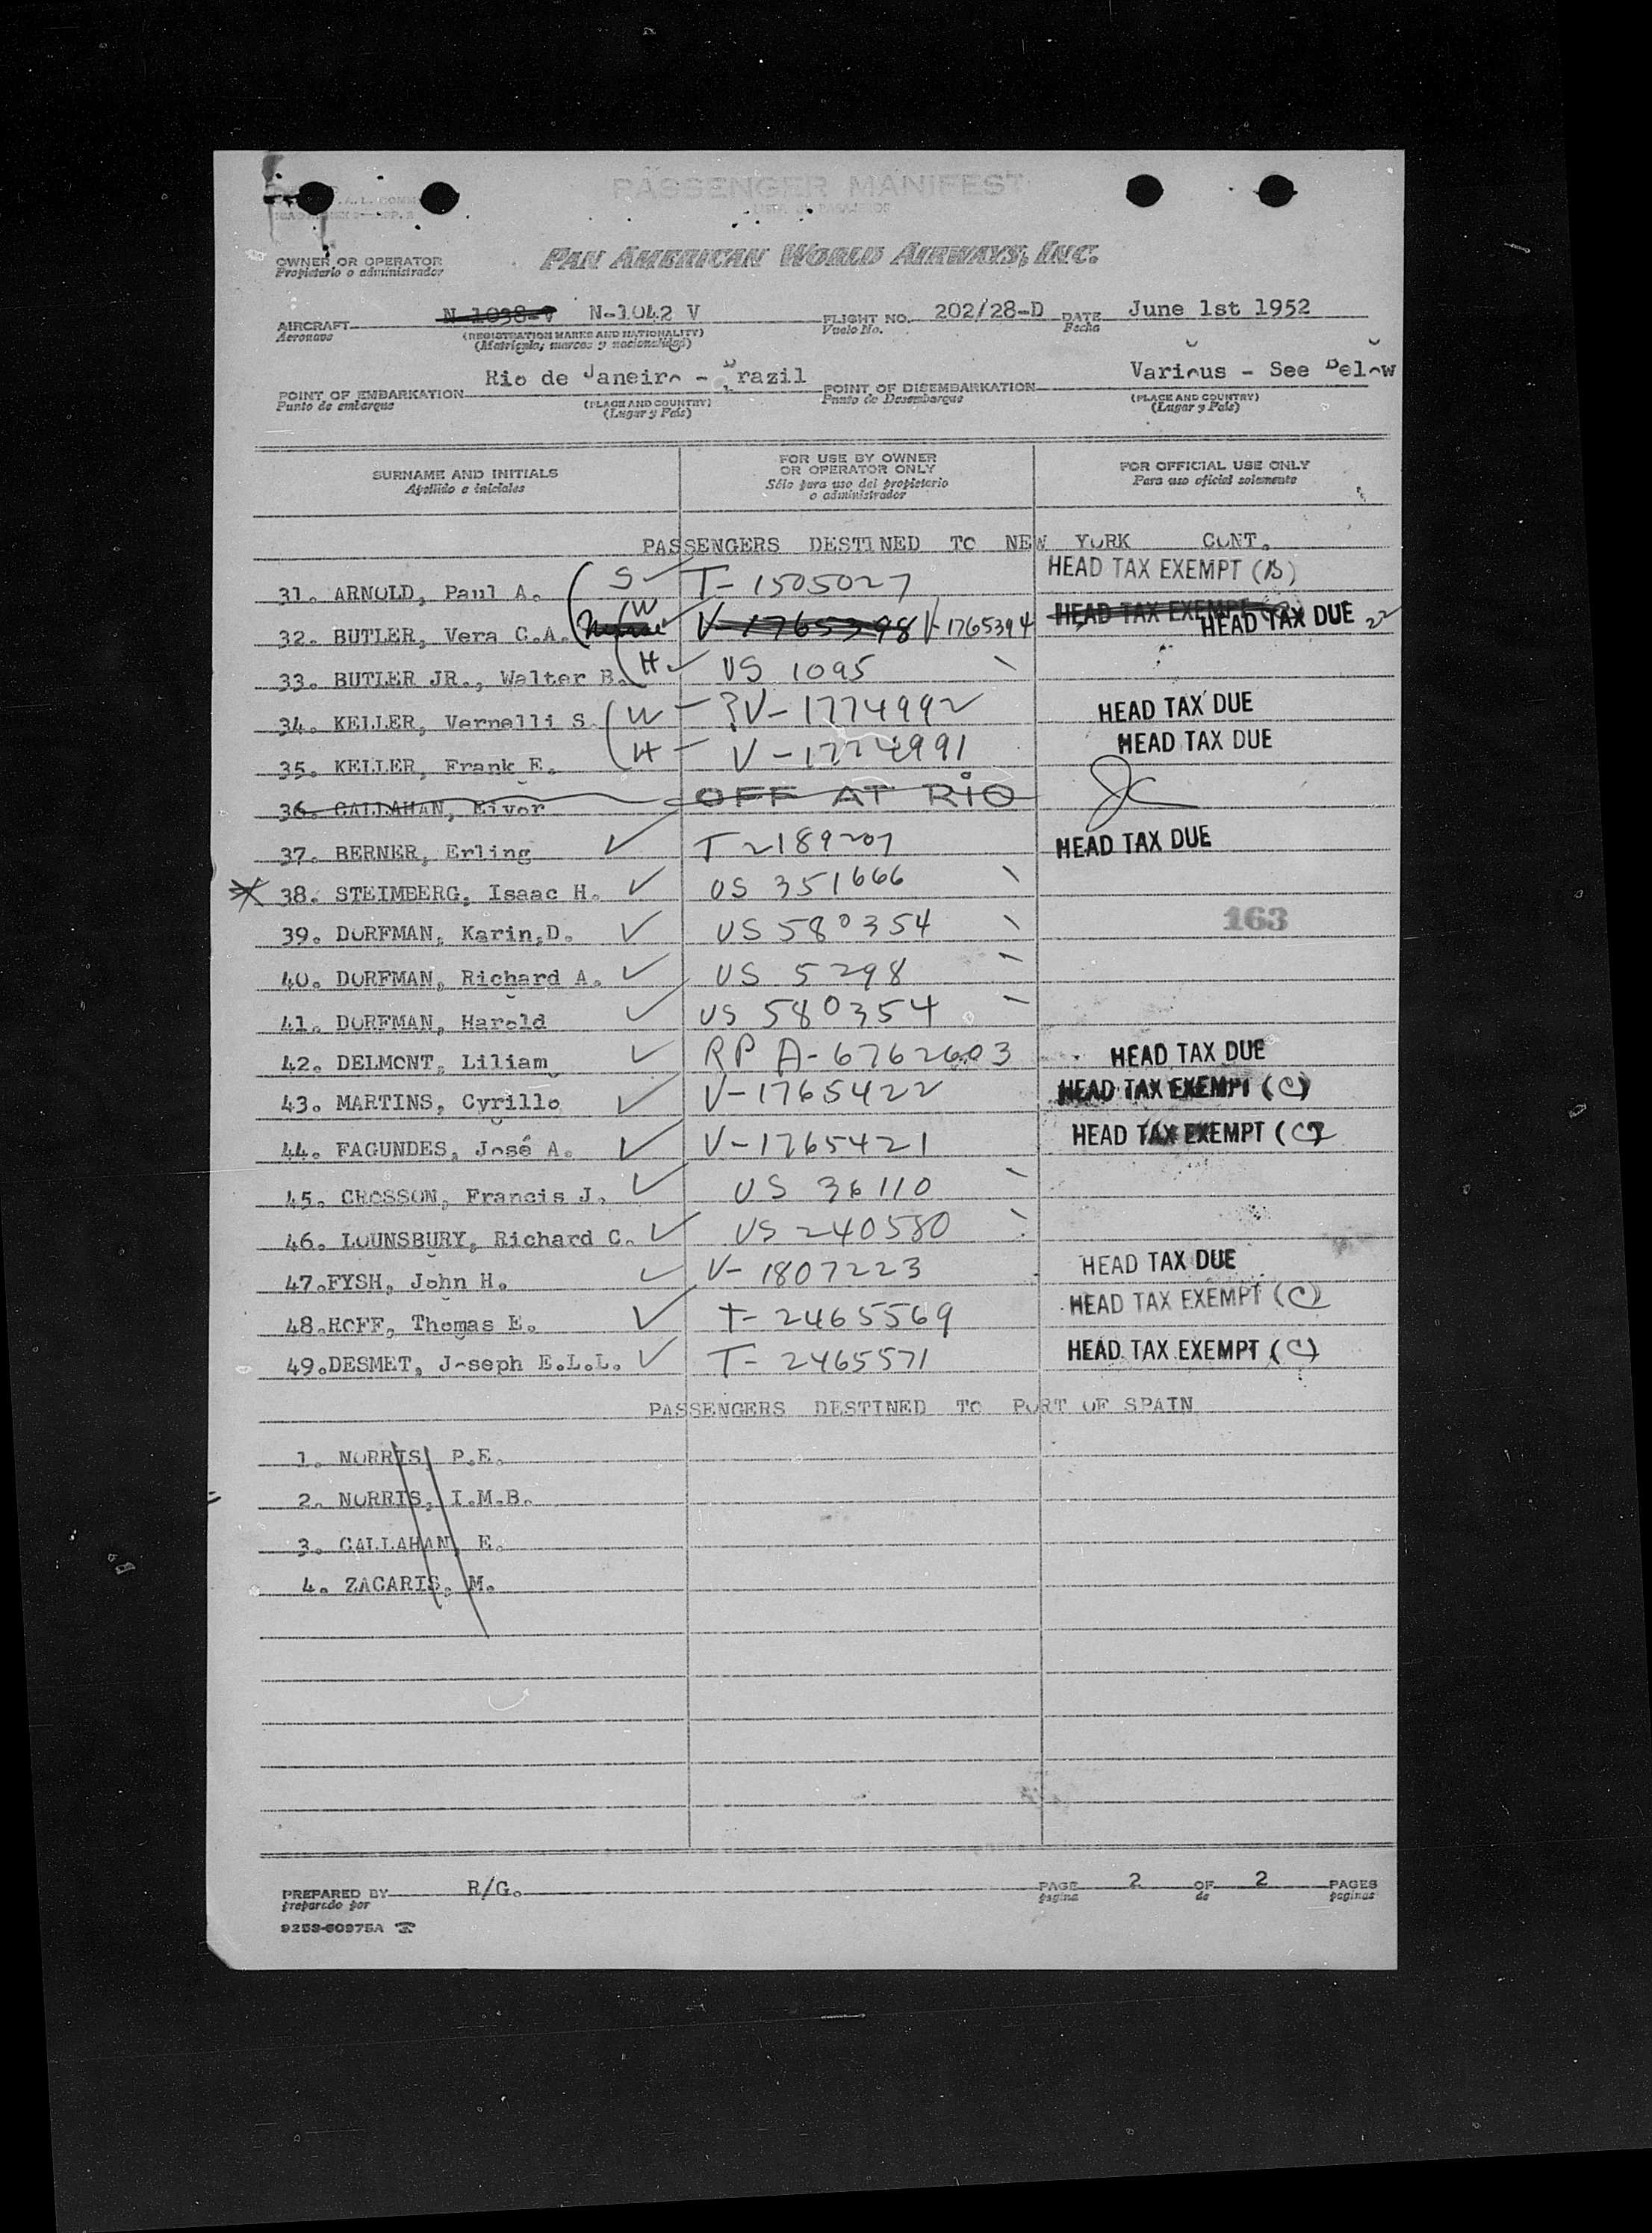 PASSENGER MANIFEST
LISTA DE PASAJEROS
OWNER OR OPERATOR PAN AMERICAN WORLD AIRWAYS, INC.
Propietario o administrador
AIRCRAFT N-1038-V N-1042 V FLIGHT NO. 202/28-D DATE June 1st 1952
Aeronave (REGISTRATION MARKS AND NATIONALITY) Vuelo No. Fecha
(Matrícula, marcas y nacionalidad)
POINT OF EMBARKATION Rio de Janeiro - Brazil POINT OF DISEMBARKATION Various - See Below
Punto de embarque (PLACE AND COUNTRY) Punto de Desembarque (PLACE AND COUNTRY)
(Lugar y País) (Lugar y País)
SURNAME AND INITIALS FOR USE BY OWNER OR OPERATOR ONLY FOR OFFICIAL USE ONLY
Apellido e iniciales Sólo para uso del propietario o administrador Para uso oficial solamente
PASSENGERS DESTINED TO NEW YORK CONT.
31. ARNOLD, Paul A. S T- 1505027 HEAD TAX EXEMPT (B)
32. BUTLER, Vera C.A. W V-1765398 V-1765394 HEAD TAX EXEMPT HEAD TAX DUE
33. BUTLER JR., Walter B. H US 1095
34. KELLER, Vernelli S. W ?V-1774992 HEAD TAX DUE
35. KELLER, Frank E. H V-1774991 HEAD TAX DUE
36. CALLAHAN, Eivor OFF AT RIO
37. BERNER, Erling T 2189207 HEAD TAX DUE
38. STEIMBERG, Isaac H. US 351666
39. DORFMAN, Karin,D. US 580354 163
40. DORFMAN, Richard A. US 5298
41. DORFMAN, Harold US 580354
42. DELMONT, Liliam RP A-6762603 HEAD TAX DUE
43. MARTINS, Cyrillo V-1765422 HEAD TAX EXEMPT (C)
44. FAGUNDES, José A. V-1765421 HEAD TAX EXEMPT (C)
45. CROSSON, Francis J. US 36110
46. LOUNSBURY, Richard C. US 240580
47.FYSH, John H. V- 1807223 HEAD TAX DUE
48.ROFF, Thomas E. T- 2465569 HEAD TAX EXEMPT (C)
49.DESMET, Joseph E.L.L. T- 2465571 HEAD TAX EXEMPT (C)
PASSENGERS DESTINED TO PORT OF SPAIN
1. NORRIS, P.E.
2. NORRIS, I.M.B.
3. CALLAHAN, E.
4. ZACARIS, M.
PREPARED BY R/G. PAGE 2 OF 2 PAGES
preparado por página de páginas
9253-60975A